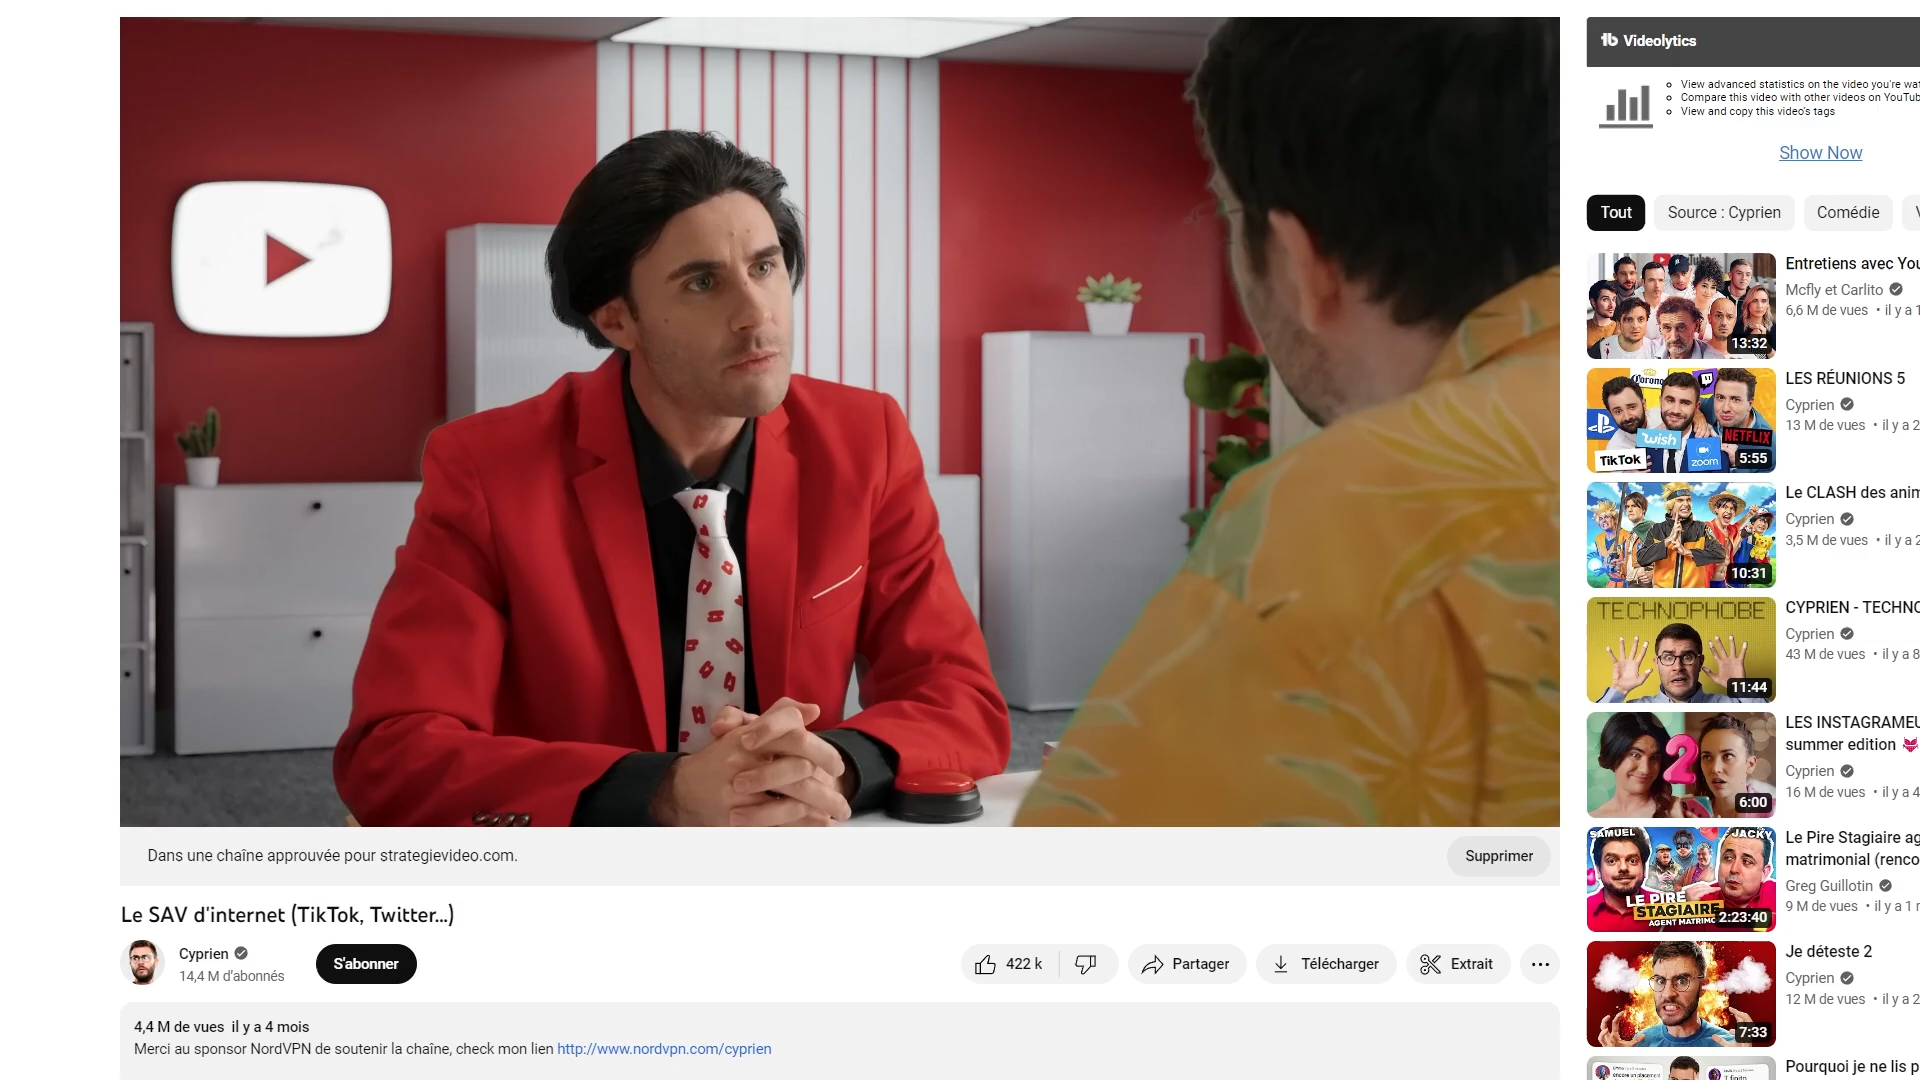 Videolytics
View advanced statistics on the video you're wat
Compare this video with other videos on YouTub
View and copy this video's tags
Show Now
Tout
Source : Cyprien
Comédie
Entretiens avec You
Mcfly et Carlito
6,6 M de vues • il y a 1
13:32
LES RÉUNIONS 5
Cyprien
13 M de vues • il y a 2
Corona
wish
NETFLIX
TikTok
zoom
5:55
Le CLASH des anim
Cyprien
3,5 M de vues • il y a 2
10:31
TECHNOPHOBE
CYPRIEN - TECHNO
Cyprien
43 M de vues • il y a 8
11:44
LES INSTAGRAMEU
summer edition
Cyprien
16 M de vues • il y a 4
2
6:00
SAMUEL
JACKY
LE PIRE
STAGIAIRE
AGENT MATRIMO
2:23:40
Le Pire Stagiaire ag
matrimonial (renco
Greg Guillotin
9 M de vues • il y a 1 m
Je déteste 2
Cyprien
12 M de vues • il y a 2
7:33
Pourquoi je ne lis p
Dans une chaîne approuvée pour strategievideo.com.
Supprimer
Le SAV d'internet (TikTok, Twitter...)
Cyprien
14,4 M d'abonnés
S'abonner
422 k
Partager
Télécharger
Extrait
4,4 M de vues il y a 4 mois
Merci au sponsor NordVPN de soutenir la chaîne, check mon lien http://www.nordvpn.com/cyprien